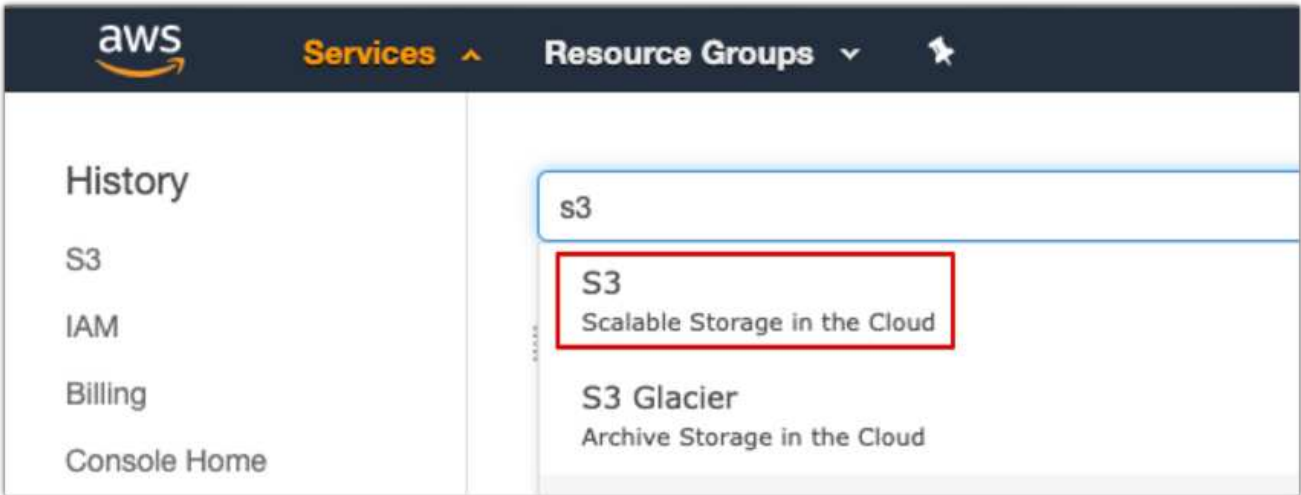 aws
Services
Resource Groups
History
S3
IAM
Billing
Console Home
s3
S3
Scalable Storage in the Cloud
S3 Glacier
Archive Storage in the Cloud